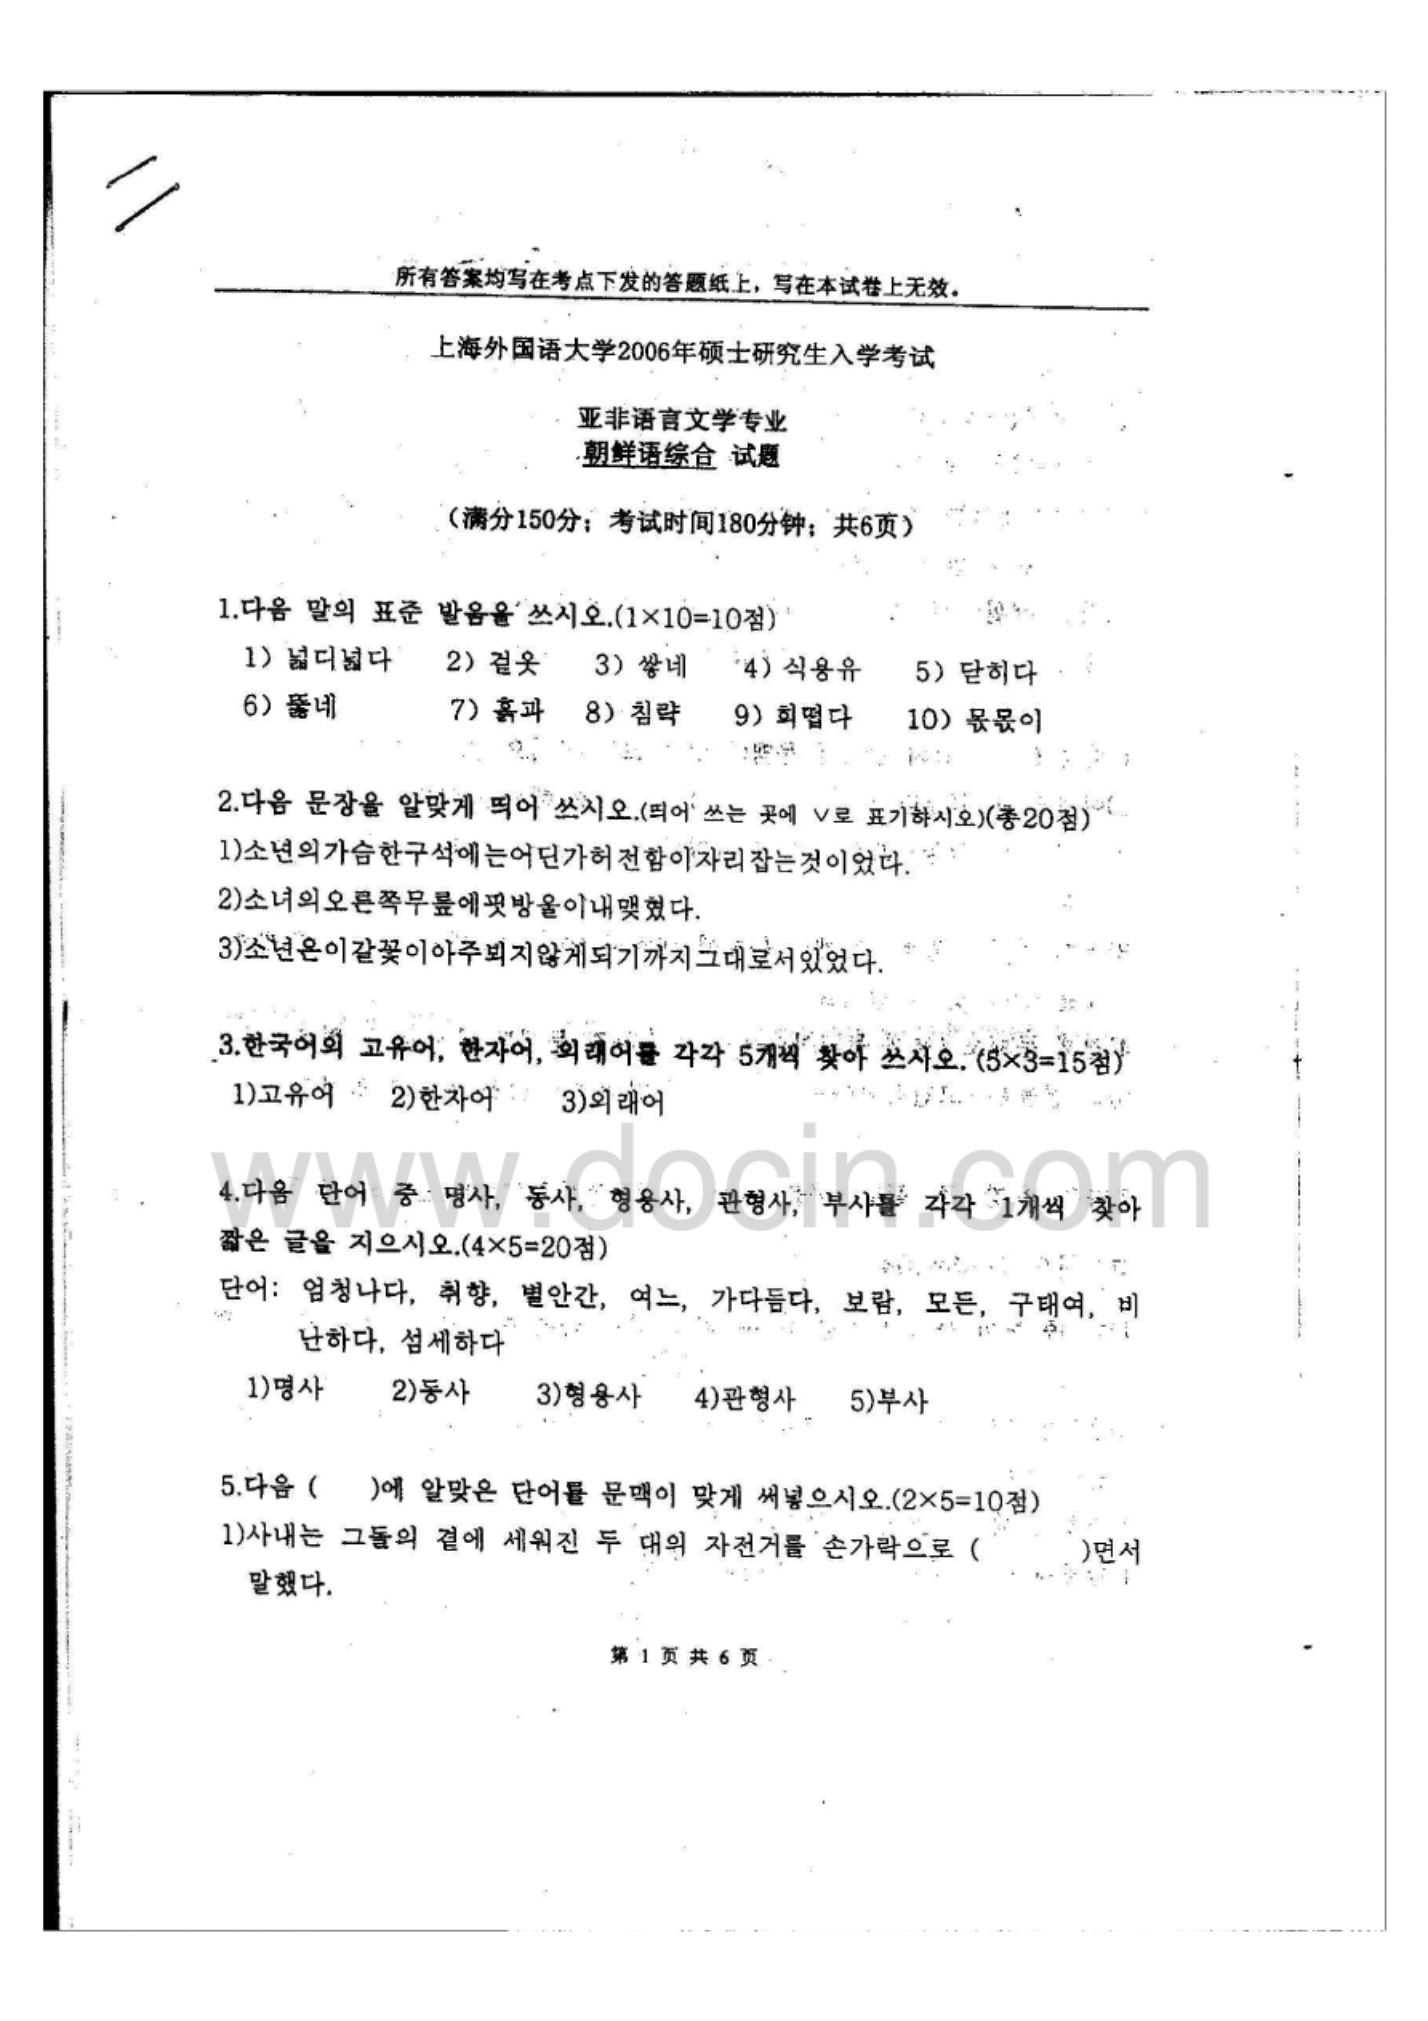 所有答案均写在考点下发的答题纸上，写在本试卷上无效。
上海外国语大学2006年硕士研究生入学考试
亚非语言文学专业
朝鲜语综合 试题
（满分150分；考试时间180分钟；共6页）
1.다음 말의 표준 발음을 쓰시오.(1×10=10점)
1) 넓디넓다 2) 겉옷 3) 쌓네 4) 식용유 5) 닫히다
6) 뚫네 7) 흙과 8) 침략 9) 희떱다 10) 몫몫이
2.다음 문장을 알맞게 띄어 쓰시오.(띄어 쓰는 곳에 ∨로 표기하시오)(총20점)
1)소년의가슴한구석에는어딘가허전함이자리잡는것이었다.
2)소녀의오른쪽무릎에핏방울이내맺혔다.
3)소년은이갈꽃이아주뵈지않게되기까지그대로서있었다.
3.한국어의 고유어, 한자어, 외래어를 각각 5개씩 찾아 쓰시오. (5×3=15점)
1)고유어 2)한자어 3)외래어
www.docin.com
4.다음 단어 중 명사, 동사, 형용사, 관형사, 부사를 각각 1개씩 찾아
짧은 글을 지으시오.(4×5=20점)
단어: 엄청나다, 취향, 별안간, 여느, 가다듬다, 보람, 모든, 구태여, 비
난하다, 섬세하다
1)명사 2)동사 3)형용사 4)관형사 5)부사
5.다음 ( )에 알맞은 단어를 문맥이 맞게 써넣으시오.(2×5=10점)
1)사내는 그들의 곁에 세워진 두 대의 자전거를 손가락으로 ( )면서
말했다.
第 1 页 共 6 页